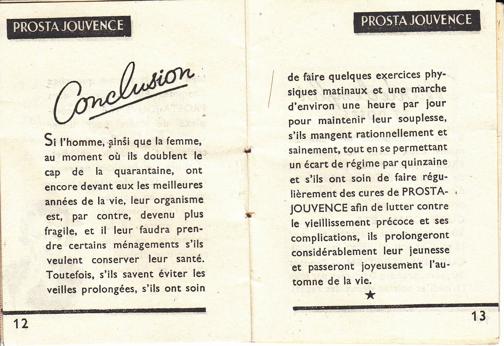 PROSTA JOUVENCE
Conclusion
Si l'homme, ainsi que la femme,
au moment où ils doublent le
cap de la quarantaine, ont
encore devant eux les meilleures
années de la vie, leur organisme
est, par contre, devenu plus
fragile, et il leur faudra pren-
dre certains ménagements s'ils
veulent conserver leur santé.
Toutefois, s'ils savent éviter les
veilles prolongées, s'ils ont soin
12
PROSTA JOUVENCE
de faire quelques exercices phy-
siques matinaux et une marche
d'environ une heure par jour
pour maintenir leur souplesse,
s'ils mangent rationnellement et
sainement, tout en se permettant
un écart de régime par quinzaine
et s'ils ont soin de faire régu-
lièrement des cures de PROSTA-
JOUVENCE afin de lutter contre
le vieillissement précoce et ses
complications, ils prolongeront
considérablement leur jeunesse
et passeront joyeusement l'au-
tomne de la vie.
13